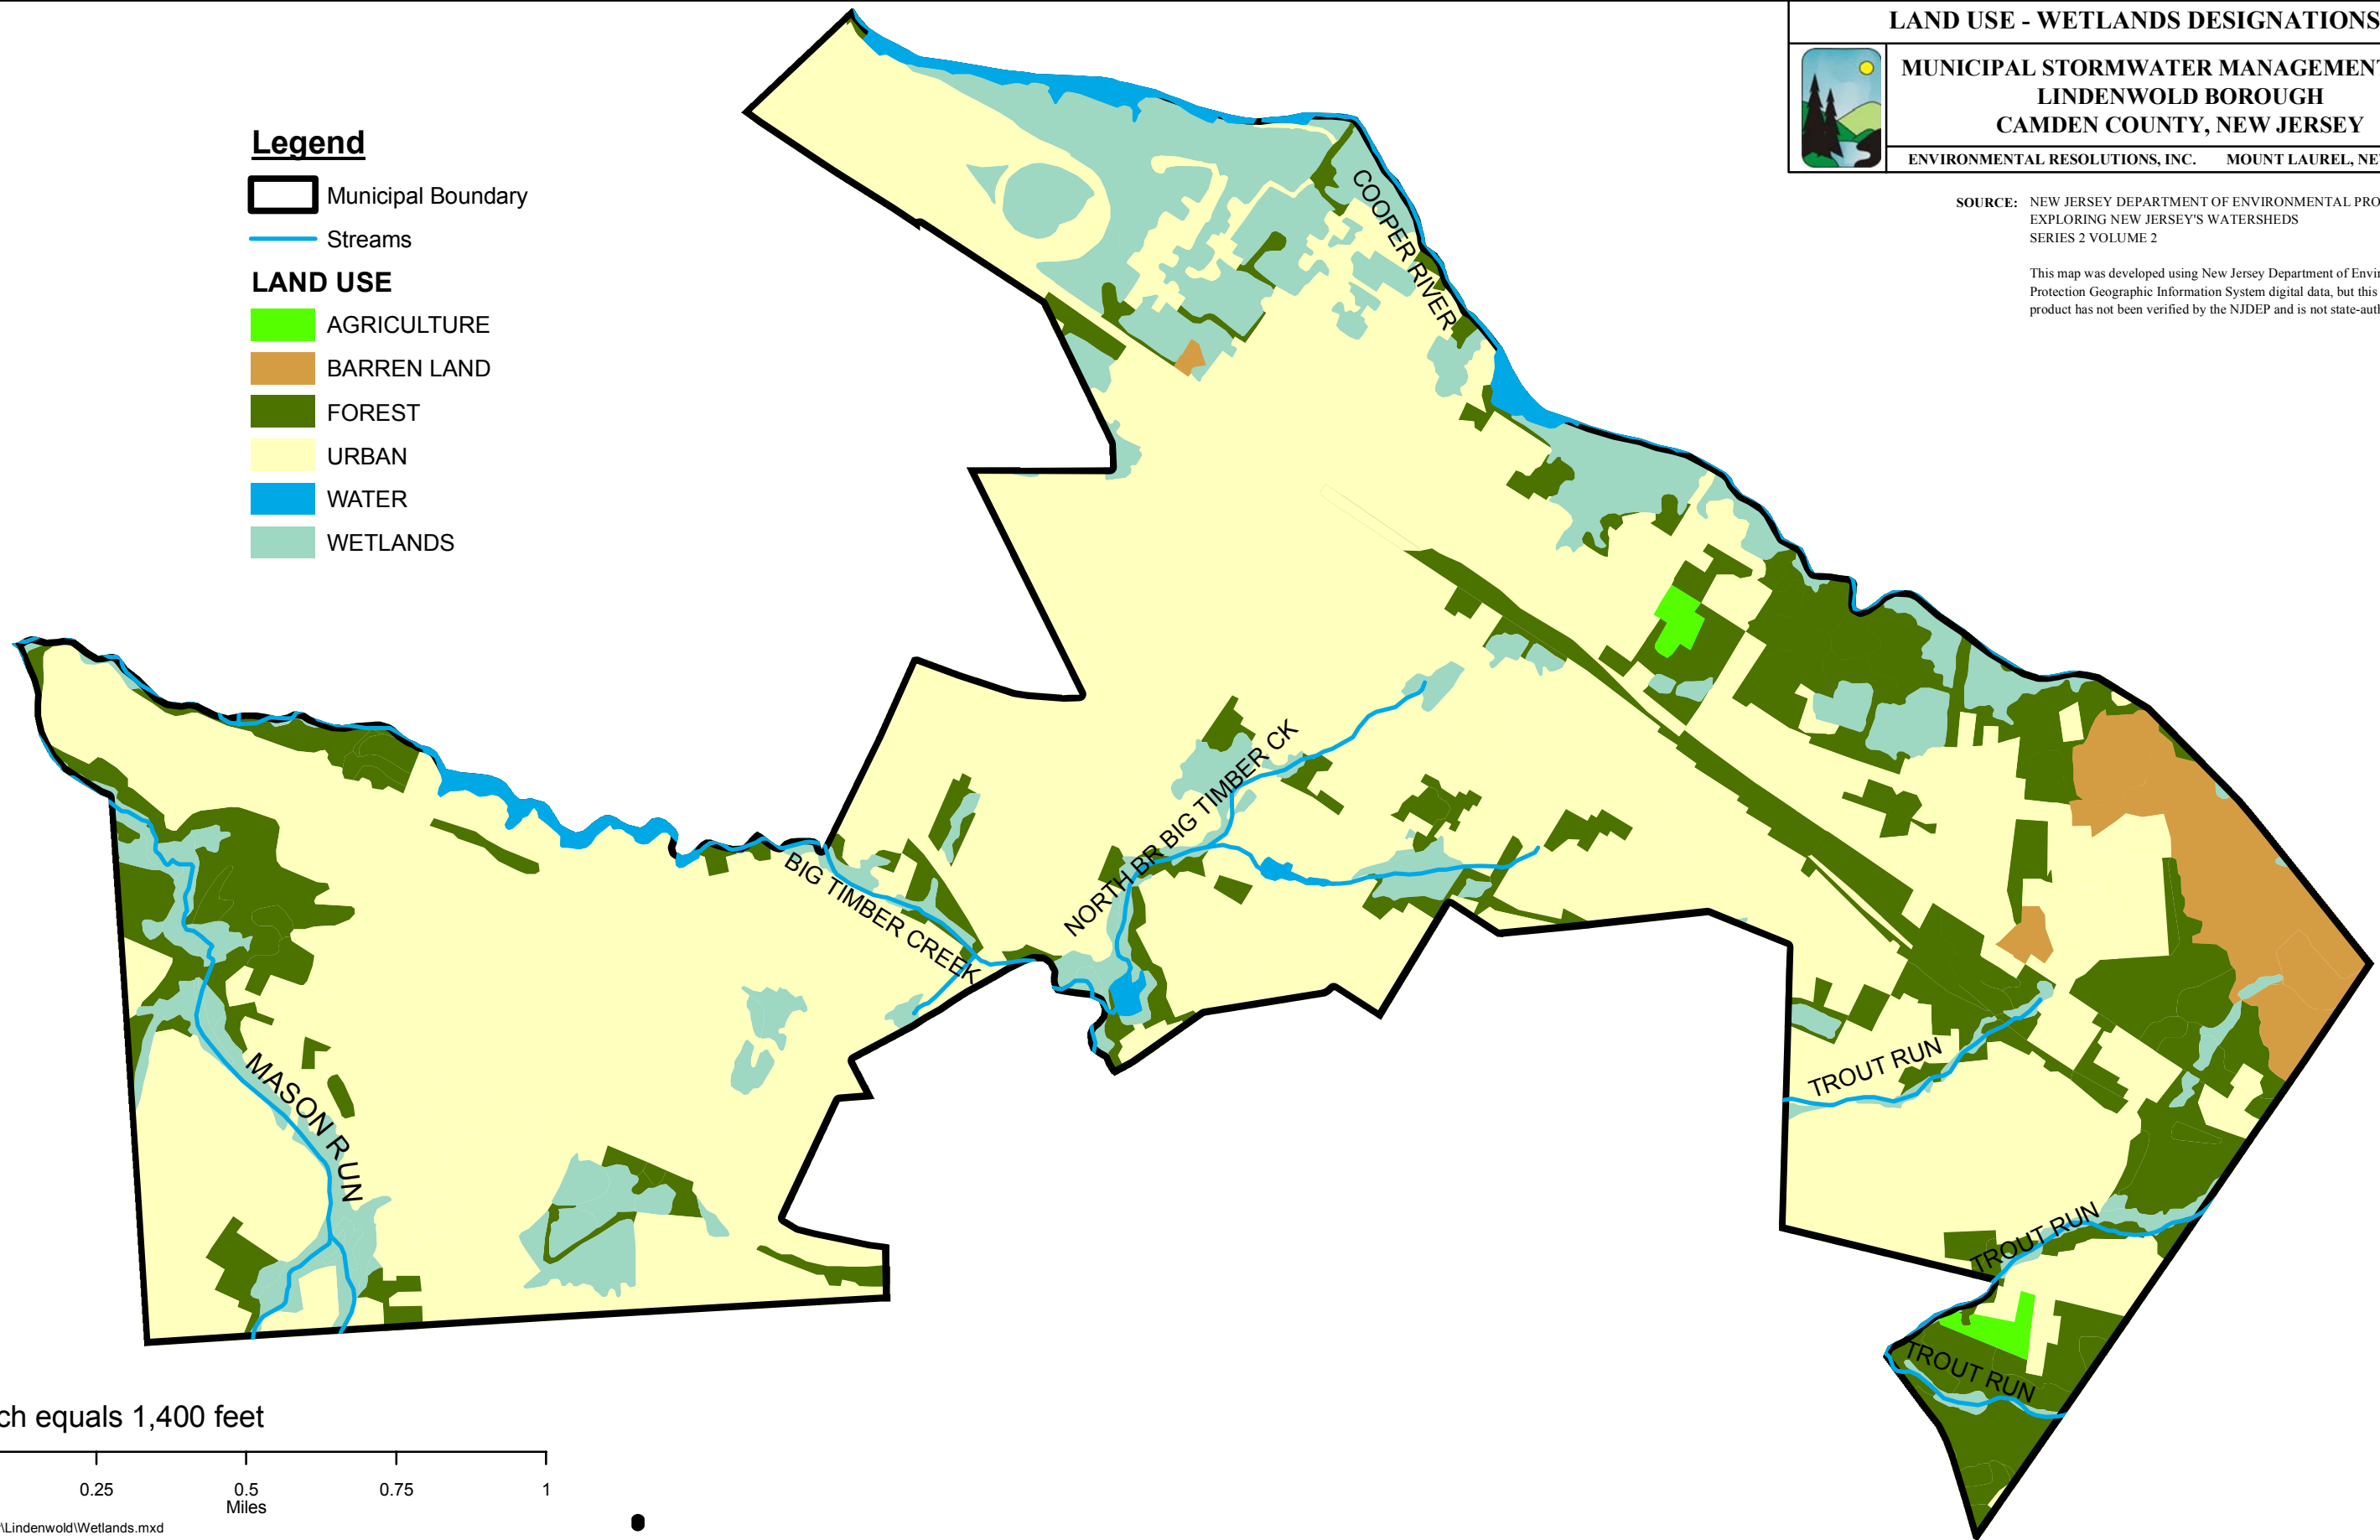 LAND USE - WETLANDS DESIGNATIONS
MUNICIPAL STORMWATER MANAGEMENT
LINDENWOLD BOROUGH
CAMDEN COUNTY, NEW JERSEY
ENVIRONMENTAL RESOLUTIONS, INC. MOUNT LAUREL, NE
SOURCE: NEW JERSEY DEPARTMENT OF ENVIRONMENTAL PRO
EXPLORING NEW JERSEY'S WATERSHEDS
SERIES 2 VOLUME 2
This map was developed using New Jersey Department of Envi
Protection Geographic Information System digital data, but this
product has not been verified by the NJDEP and is not state-auth
Legend
Municipal Boundary
Streams
LAND USE
AGRICULTURE
BARREN LAND
FOREST
URBAN
WATER
WETLANDS
COOPER RIVER
NORTH BR BIG TIMBER CK
BIG TIMBER CREEK
MASON RUN
TROUT RUN
TROUT RUN
TROUT RUN
ch equals 1,400 feet
0.25 0.5 0.75 1
Miles
\Lindenwold\Wetlands.mxd